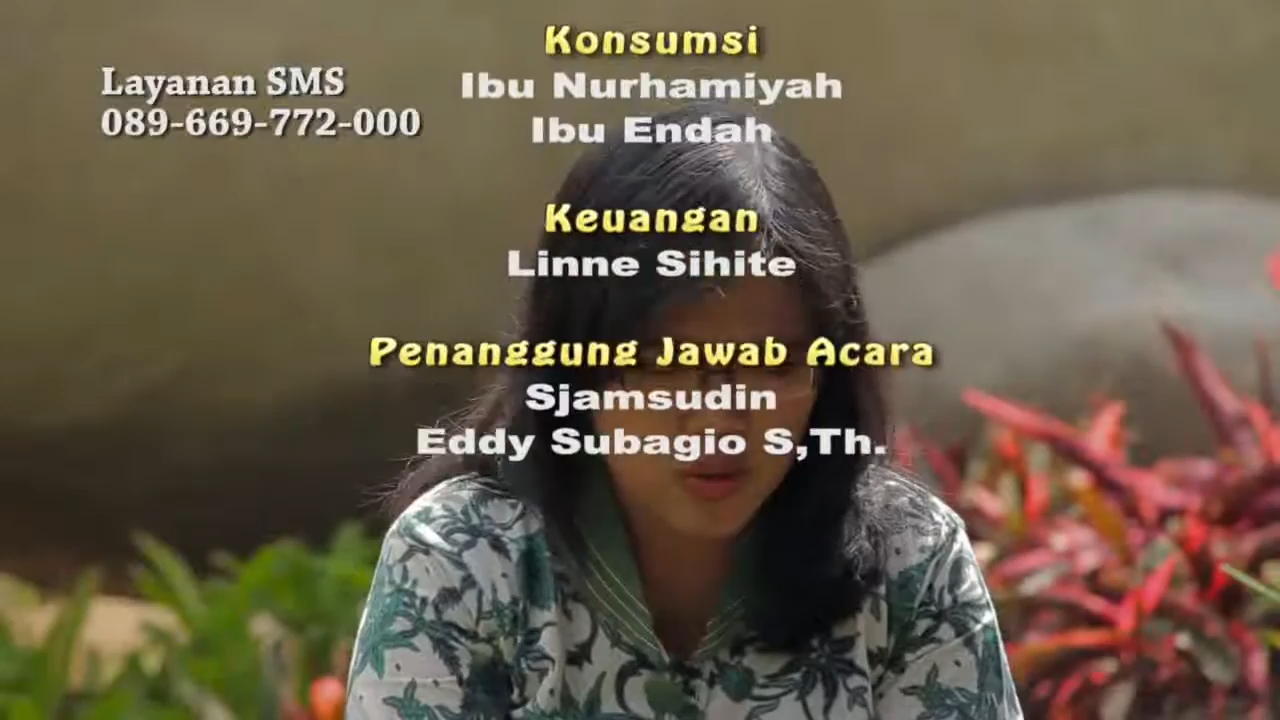 Layanan SMS
089-669-772-000
Konsumsi
Ibu Nurhamiyah
Ibu Endah
Keuangan
Linne Sihite
Penanggung Jawab Acara
Sjamsudin
Eddy Subagio S,Th.